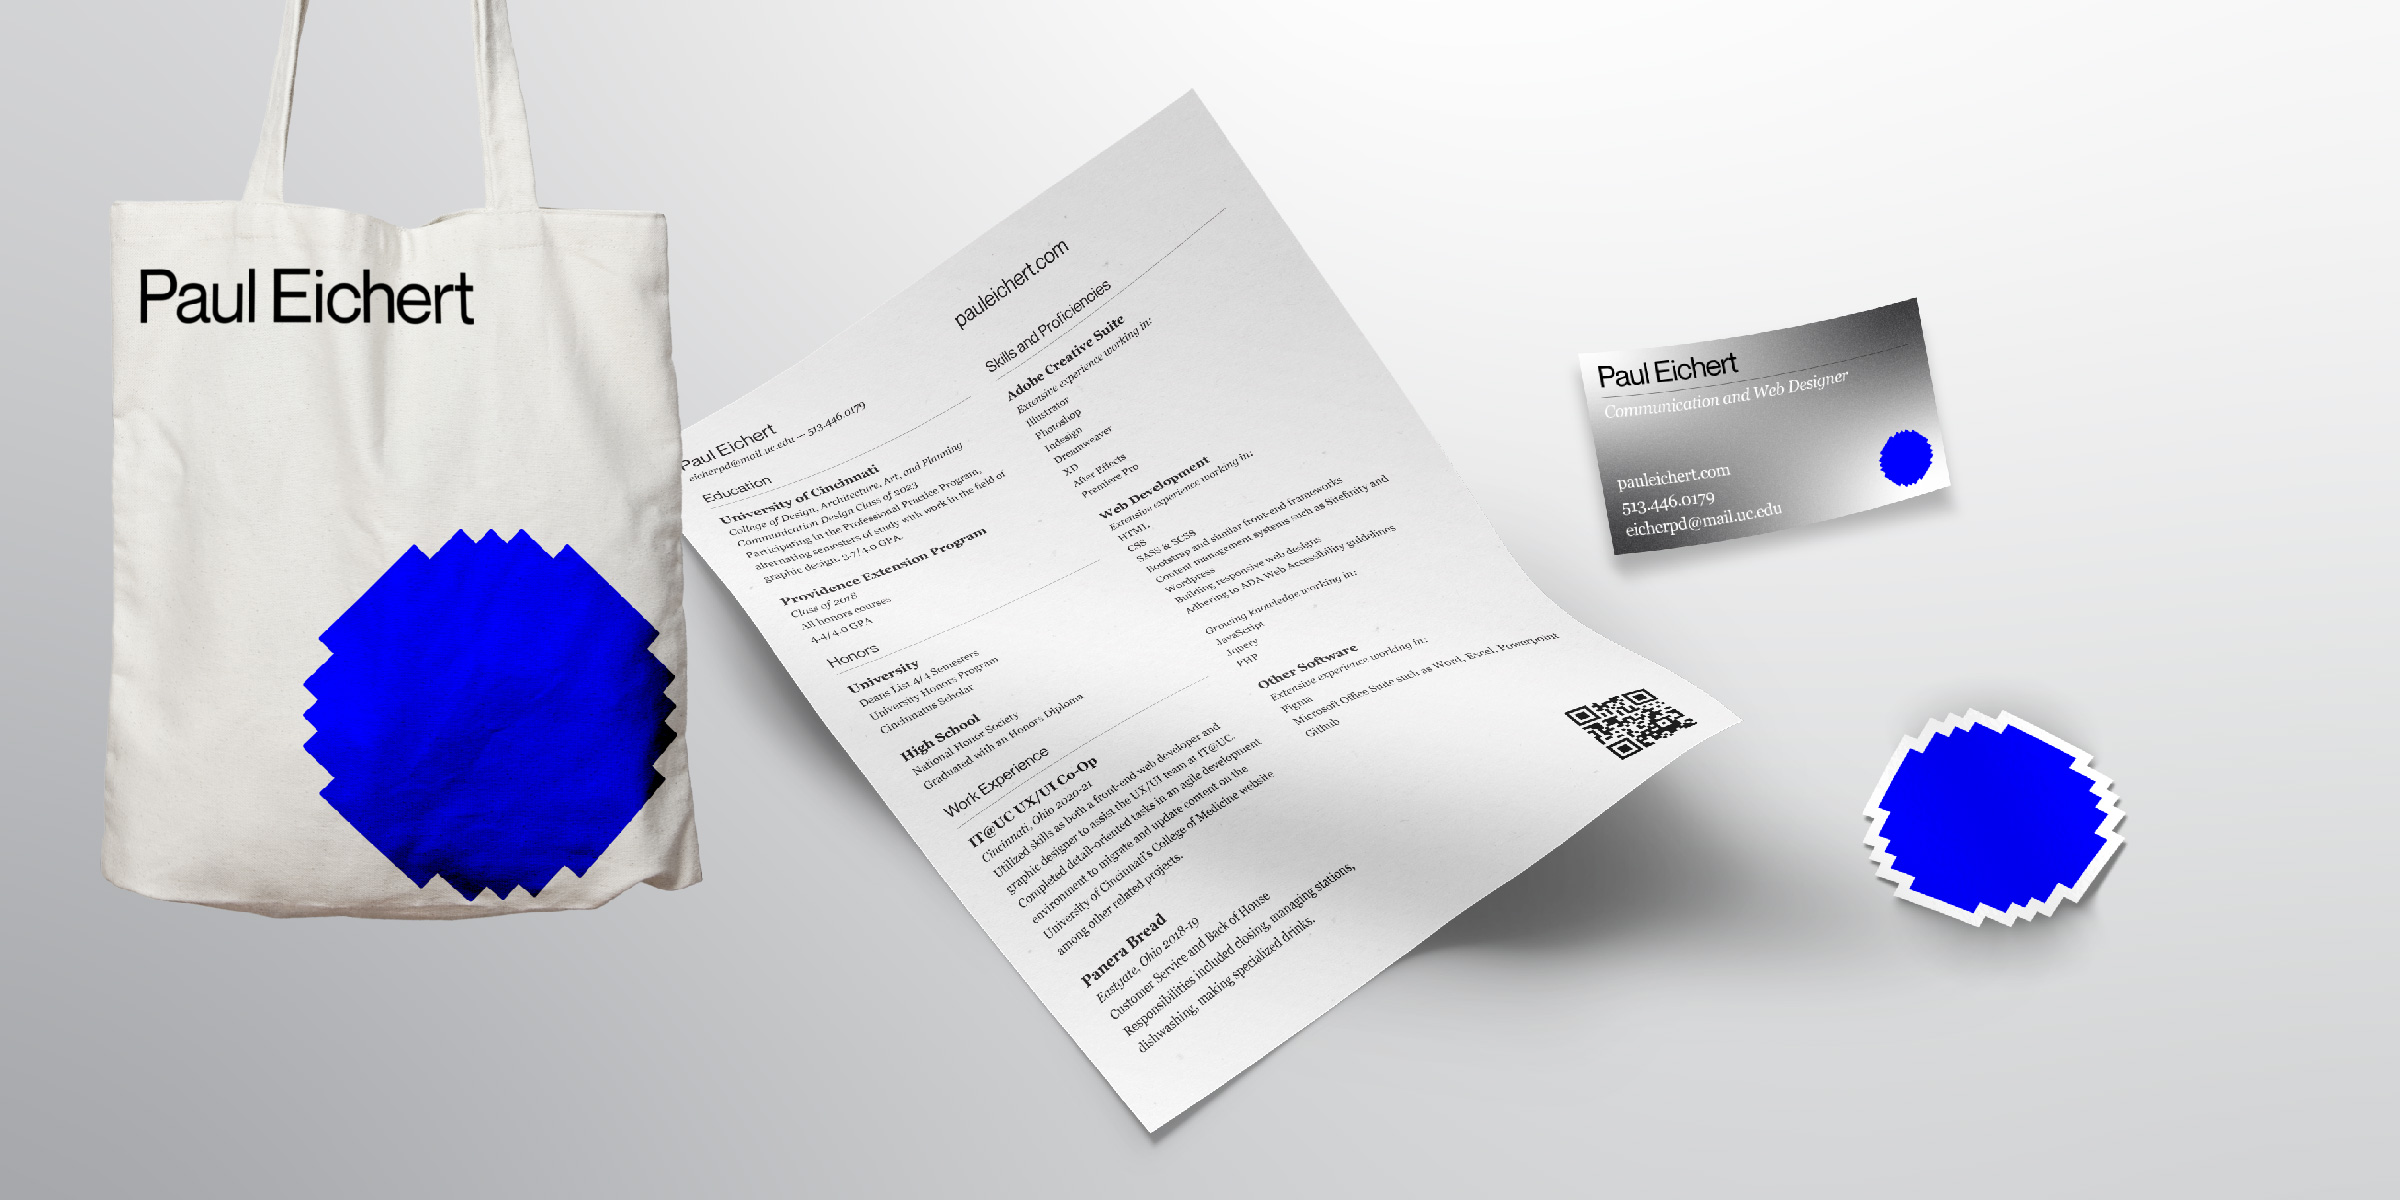 Paul Eichert
pauleichert.com
Paul Eichert
eicherpd@mail.uc.edu — 513-446.0179
Education
University of Cincinnati
College of Design, Architecture, Art, and Planning
Communication Design Class of 2023
Participating in the Professional Practice Program,
alternating semesters of study with work in the field of
graphic design. 3.7/4.0 GPA.
Providence Extension Program
Class of 2018
All honors courses
4.4/4.0 GPA
Honors
University
Deans List 4/4 Semesters
University Honors Program
Cincinnatus Scholar
High School
National Honor Society
Graduated with an Honors Diploma
Work Experience
IT@UC UX/UI Co-Op
Cincinnati, Ohio 2020-21
Utilized skills as both a front-end web developer and
graphic designer to assist the UX/UI team at IT@UC.
Completed detail-oriented tasks in an agile development
environment to migrate and update content on the
University of Cincinnati's College of Medicine website
among other related projects.
Panera Bread
Eastgate, Ohio 2018-19
Customer Service and Back of House
Responsibilities included closing, managing stations,
dishwashing, making specialized drinks.
Skills and Proficiencies
Adobe Creative Suite
Extensive experience working in:
Illustrator
Photoshop
Indesign
Dreamweaver
XD
After Effects
Premiere Pro
Web Development
Extensive experience working in:
HTML
CSS
SASS & SCSS
Bootstrap and similar front-end frameworks
Content management systems such as Sitefinity and
Wordpress
Building responsive web designs
Adhering to ADA Web Accessibility guidelines
Growing knowledge working in:
JavaScript
Jquery
PHP
Other Software
Extensive experience working in:
Figma
Microsoft Office Suite such as Word, Excel, Powerpoint
Github
Paul Eichert
Communication and Web Designer
pauleichert.com
513.446.0179
eicherpd@mail.uc.edu